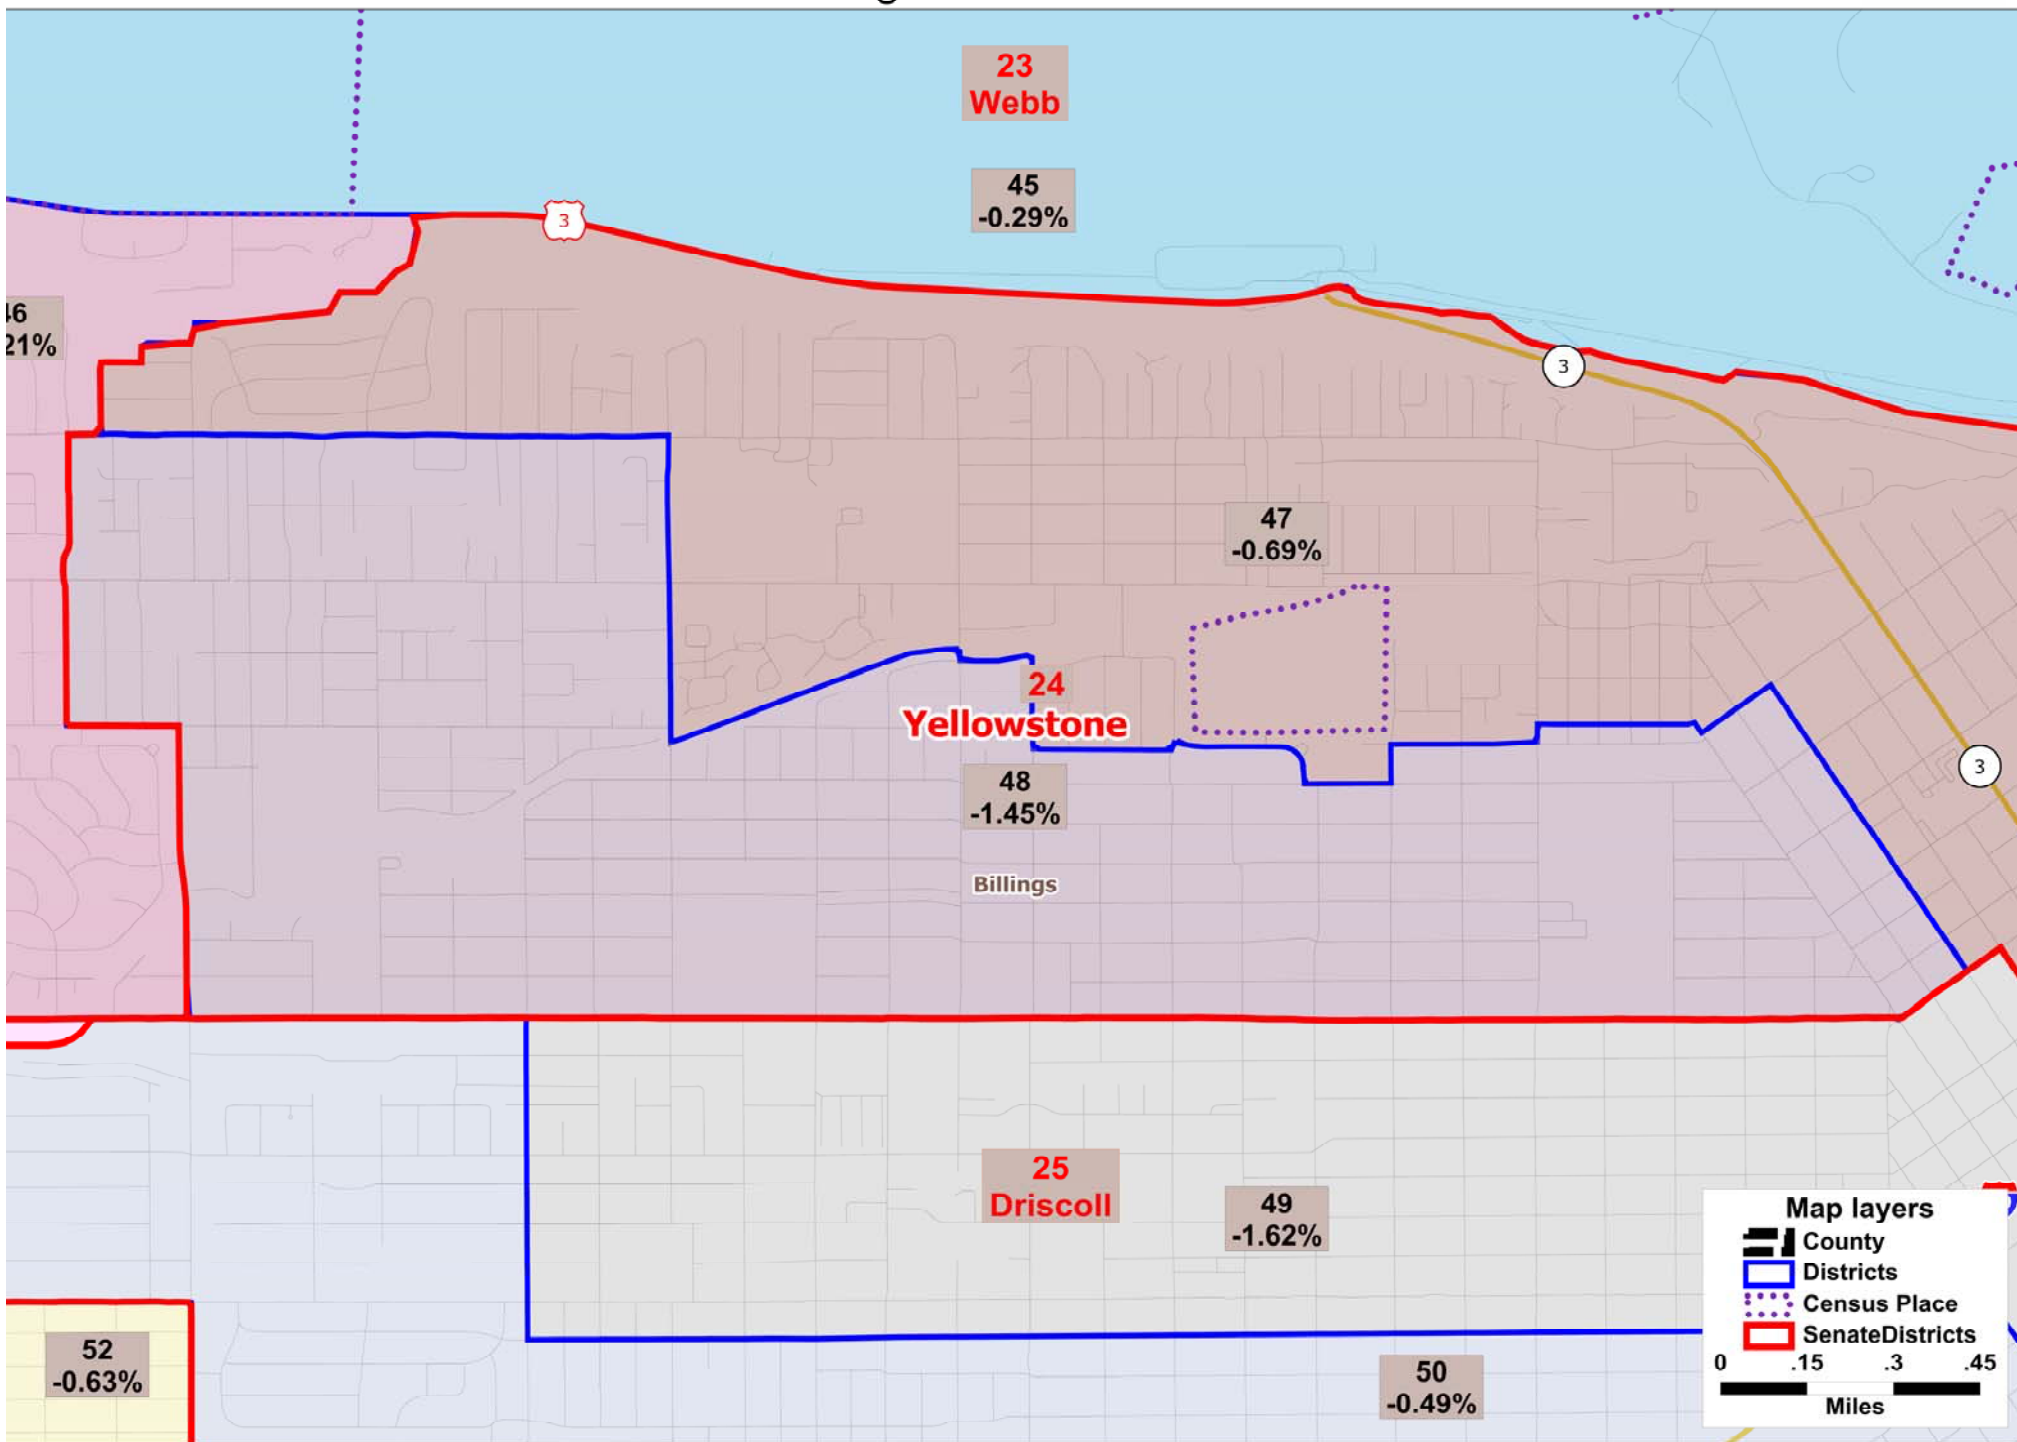 23
Webb
45
-0.29%
3
46
21%
3
47
-0.69%
24
Yellowstone
3
48
-1.45%
Billings
25
Driscoll
49
-1.62%
Map layers
County
Districts
Census Place
SenateDistricts
0 .15 .3 .45
Miles
52
-0.63%
50
-0.49%